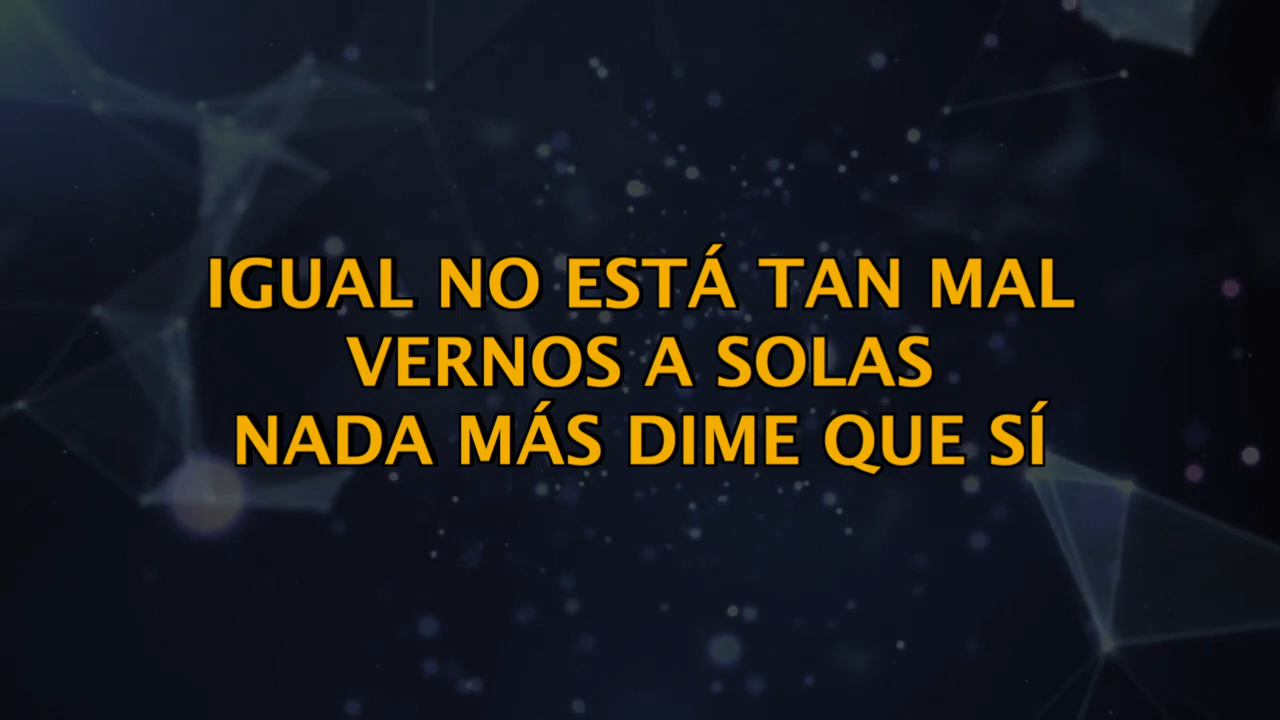 IGUAL NO ESTÁ TAN MAL
VERNOS A SOLAS
NADA MÁS DIME QUE SÍ